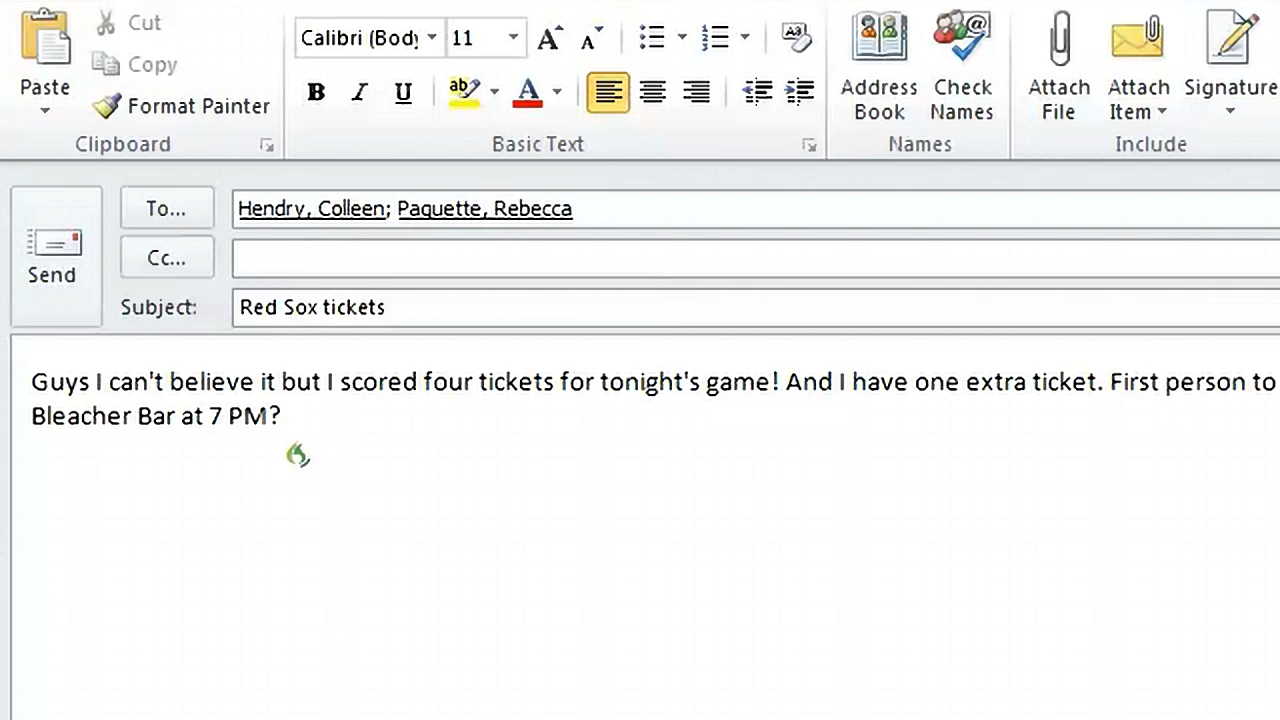 Paste
Cut
Copy
Format Painter
Clipboard
Calibri (Body
11
B I U
Basic Text
Address Book
Check Names
Names
Attach File
Attach Item
Signature
Include
Send
To...
Hendry, Colleen; Paquette, Rebecca
Cc...
Subject:
Red Sox tickets
Guys I can't believe it but I scored four tickets for tonight's game! And I have one extra ticket. First person to
Bleacher Bar at 7 PM?